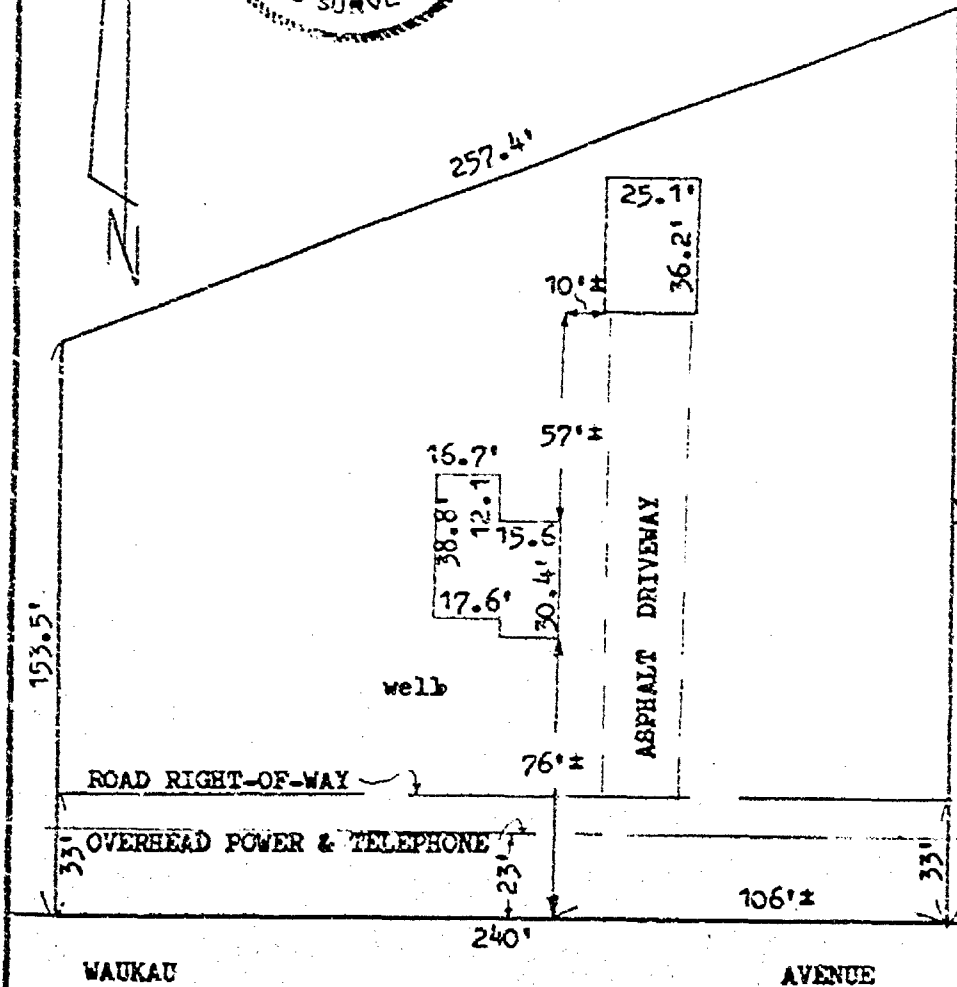 SURVE
257.4'
N
25.1'
36.2'
10'±
57'±
16.7'
12.1
38.8'
15.6
17.6'
30.4'
ASPHALT DRIVEWAY
153.5'
well
76'±
ROAD RIGHT-OF-WAY
OVERHEAD POWER & TELEPHONE
33'
23'
33'
106'±
240'
WAUKAU AVENUE